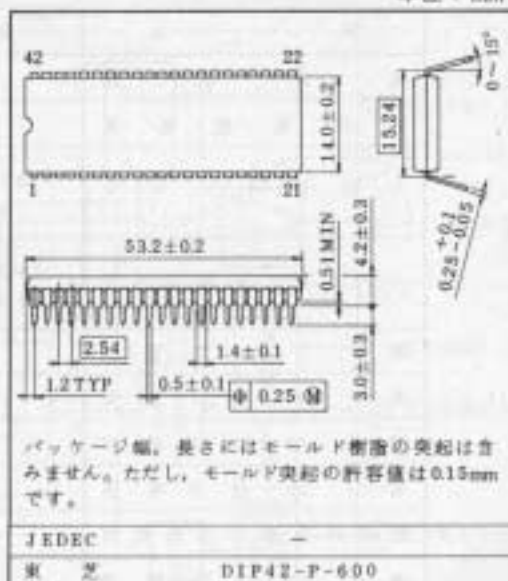 42 22
14.0±0.2
15.24
0～15°
1 21
0.25 +0.1 -0.05
53.2±0.2
0.51MIN
4.2±0.3
2.54
1.4±0.1
3.0±0.3
1.2TYP
0.5±0.1
⌖ 0.25 Ⓜ
パッケージ幅，長さにはモールド樹脂の突起は含
みません。ただし，モールド突起の許容値は0.15mm
です。
JEDEC —
東 芝 DIP42-P-600